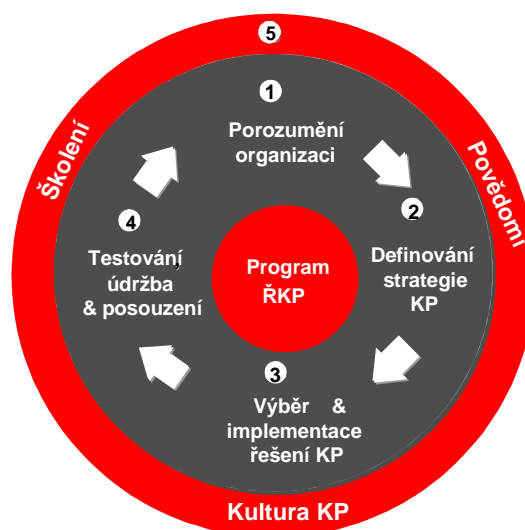 5
1
Porozumění
organizaci
Školení
Povědomí
2
Definování
strategie
KP
4
Testování
údržba
& posouzení
Program
ŘKP
3
Výběr &
implementace
řešení KP
Kultura KP